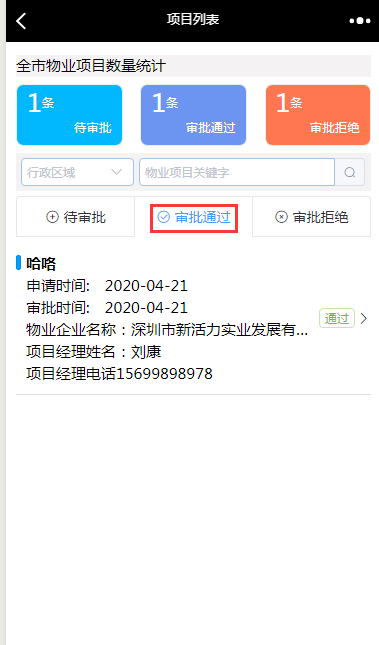 项目列表
全市物业项目数量统计
1条 1条 1条
待审批 审批通过 审批拒绝
行政区域 物业项目关键字
待审批 审批通过 审批拒绝
哈咯
申请时间: 2020-04-21
审批时间: 2020-04-21
通过
物业企业名称：深圳市新活力实业发展有...
项目经理姓名：刘康
项目经理电话15699898978